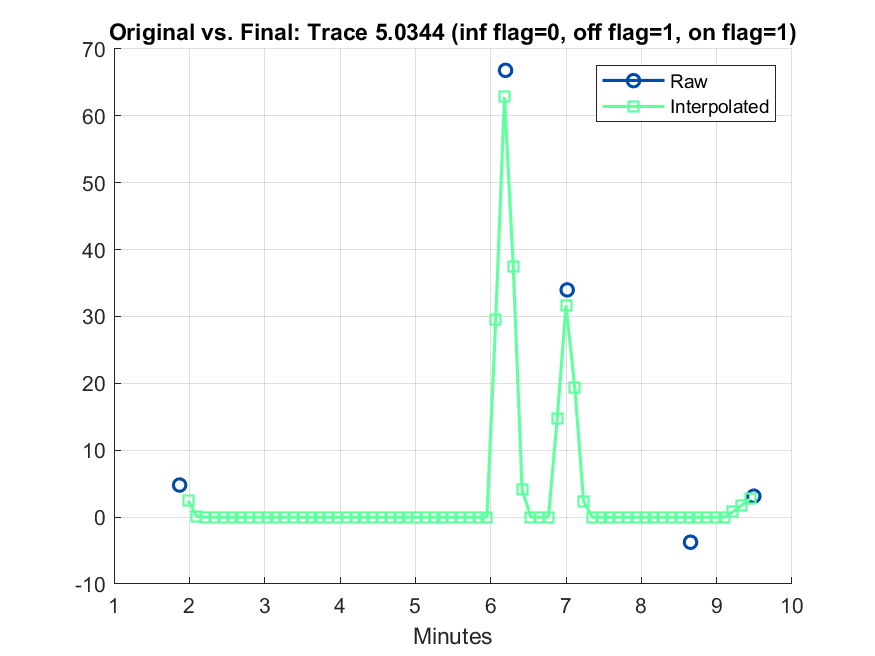 Original vs. Final: Trace 5.0344 (inf flag=0, off flag=1, on flag=1)
70
60
50
40
30
20
10
0
-10
Raw
Interpolated
1 2 3 4 5 6 7 8 9 10
Minutes